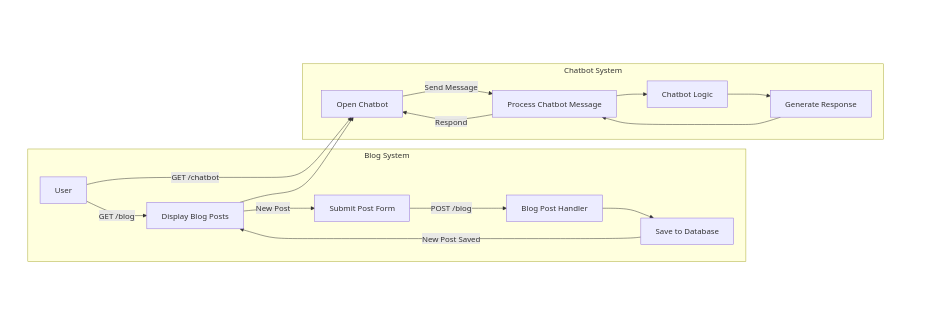 Chatbot System
Send Message
Open Chatbot
Process Chatbot Message
Chatbot Logic
Generate Response
Respond
Blog System
User
GET /chatbot
GET /blog
Display Blog Posts
New Post
Submit Post Form
POST /blog
Blog Post Handler
Save to Database
New Post Saved